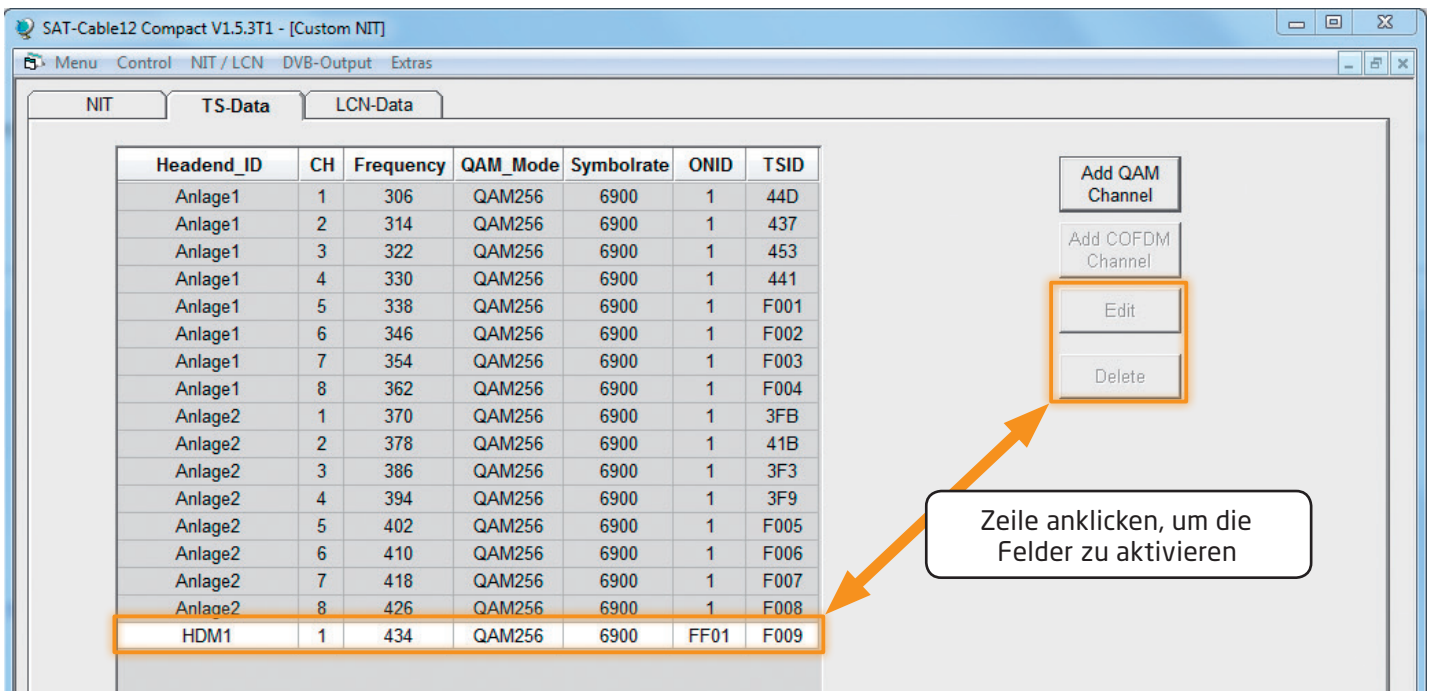 SAT-Cable12 Compact V1.5.3T1 - [Custom NIT]
Menu Control NIT / LCN DVB-Output Extras
NIT TS-Data LCN-Data
Headend_ID CH Frequency QAM_Mode Symbolrate ONID TSID
Anlage1 1 306 QAM256 6900 1 44D
Anlage1 2 314 QAM256 6900 1 437
Anlage1 3 322 QAM256 6900 1 453
Anlage1 4 330 QAM256 6900 1 441
Anlage1 5 338 QAM256 6900 1 F001
Anlage1 6 346 QAM256 6900 1 F002
Anlage1 7 354 QAM256 6900 1 F003
Anlage1 8 362 QAM256 6900 1 F004
Anlage2 1 370 QAM256 6900 1 3FB
Anlage2 2 378 QAM256 6900 1 41B
Anlage2 3 386 QAM256 6900 1 3F3
Anlage2 4 394 QAM256 6900 1 3F9
Anlage2 5 402 QAM256 6900 1 F005
Anlage2 6 410 QAM256 6900 1 F006
Anlage2 7 418 QAM256 6900 1 F007
Anlage2 8 426 QAM256 6900 1 F008
HDM1 1 434 QAM256 6900 FF01 F009
Add QAM
Channel
Add COFDM
Channel
Edit
Delete
Zeile anklicken, um die
Felder zu aktivieren